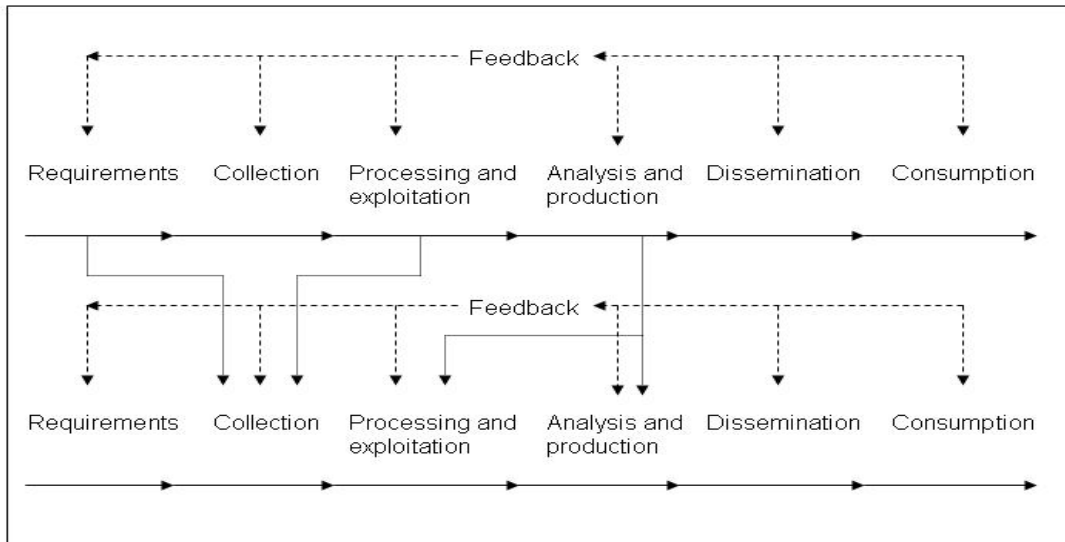 Feedback
Requirements Collection Processing and Analysis and Dissemination Consumption
exploitation production
Feedback
Requirements Collection Processing and Analysis and Dissemination Consumption
exploitation production